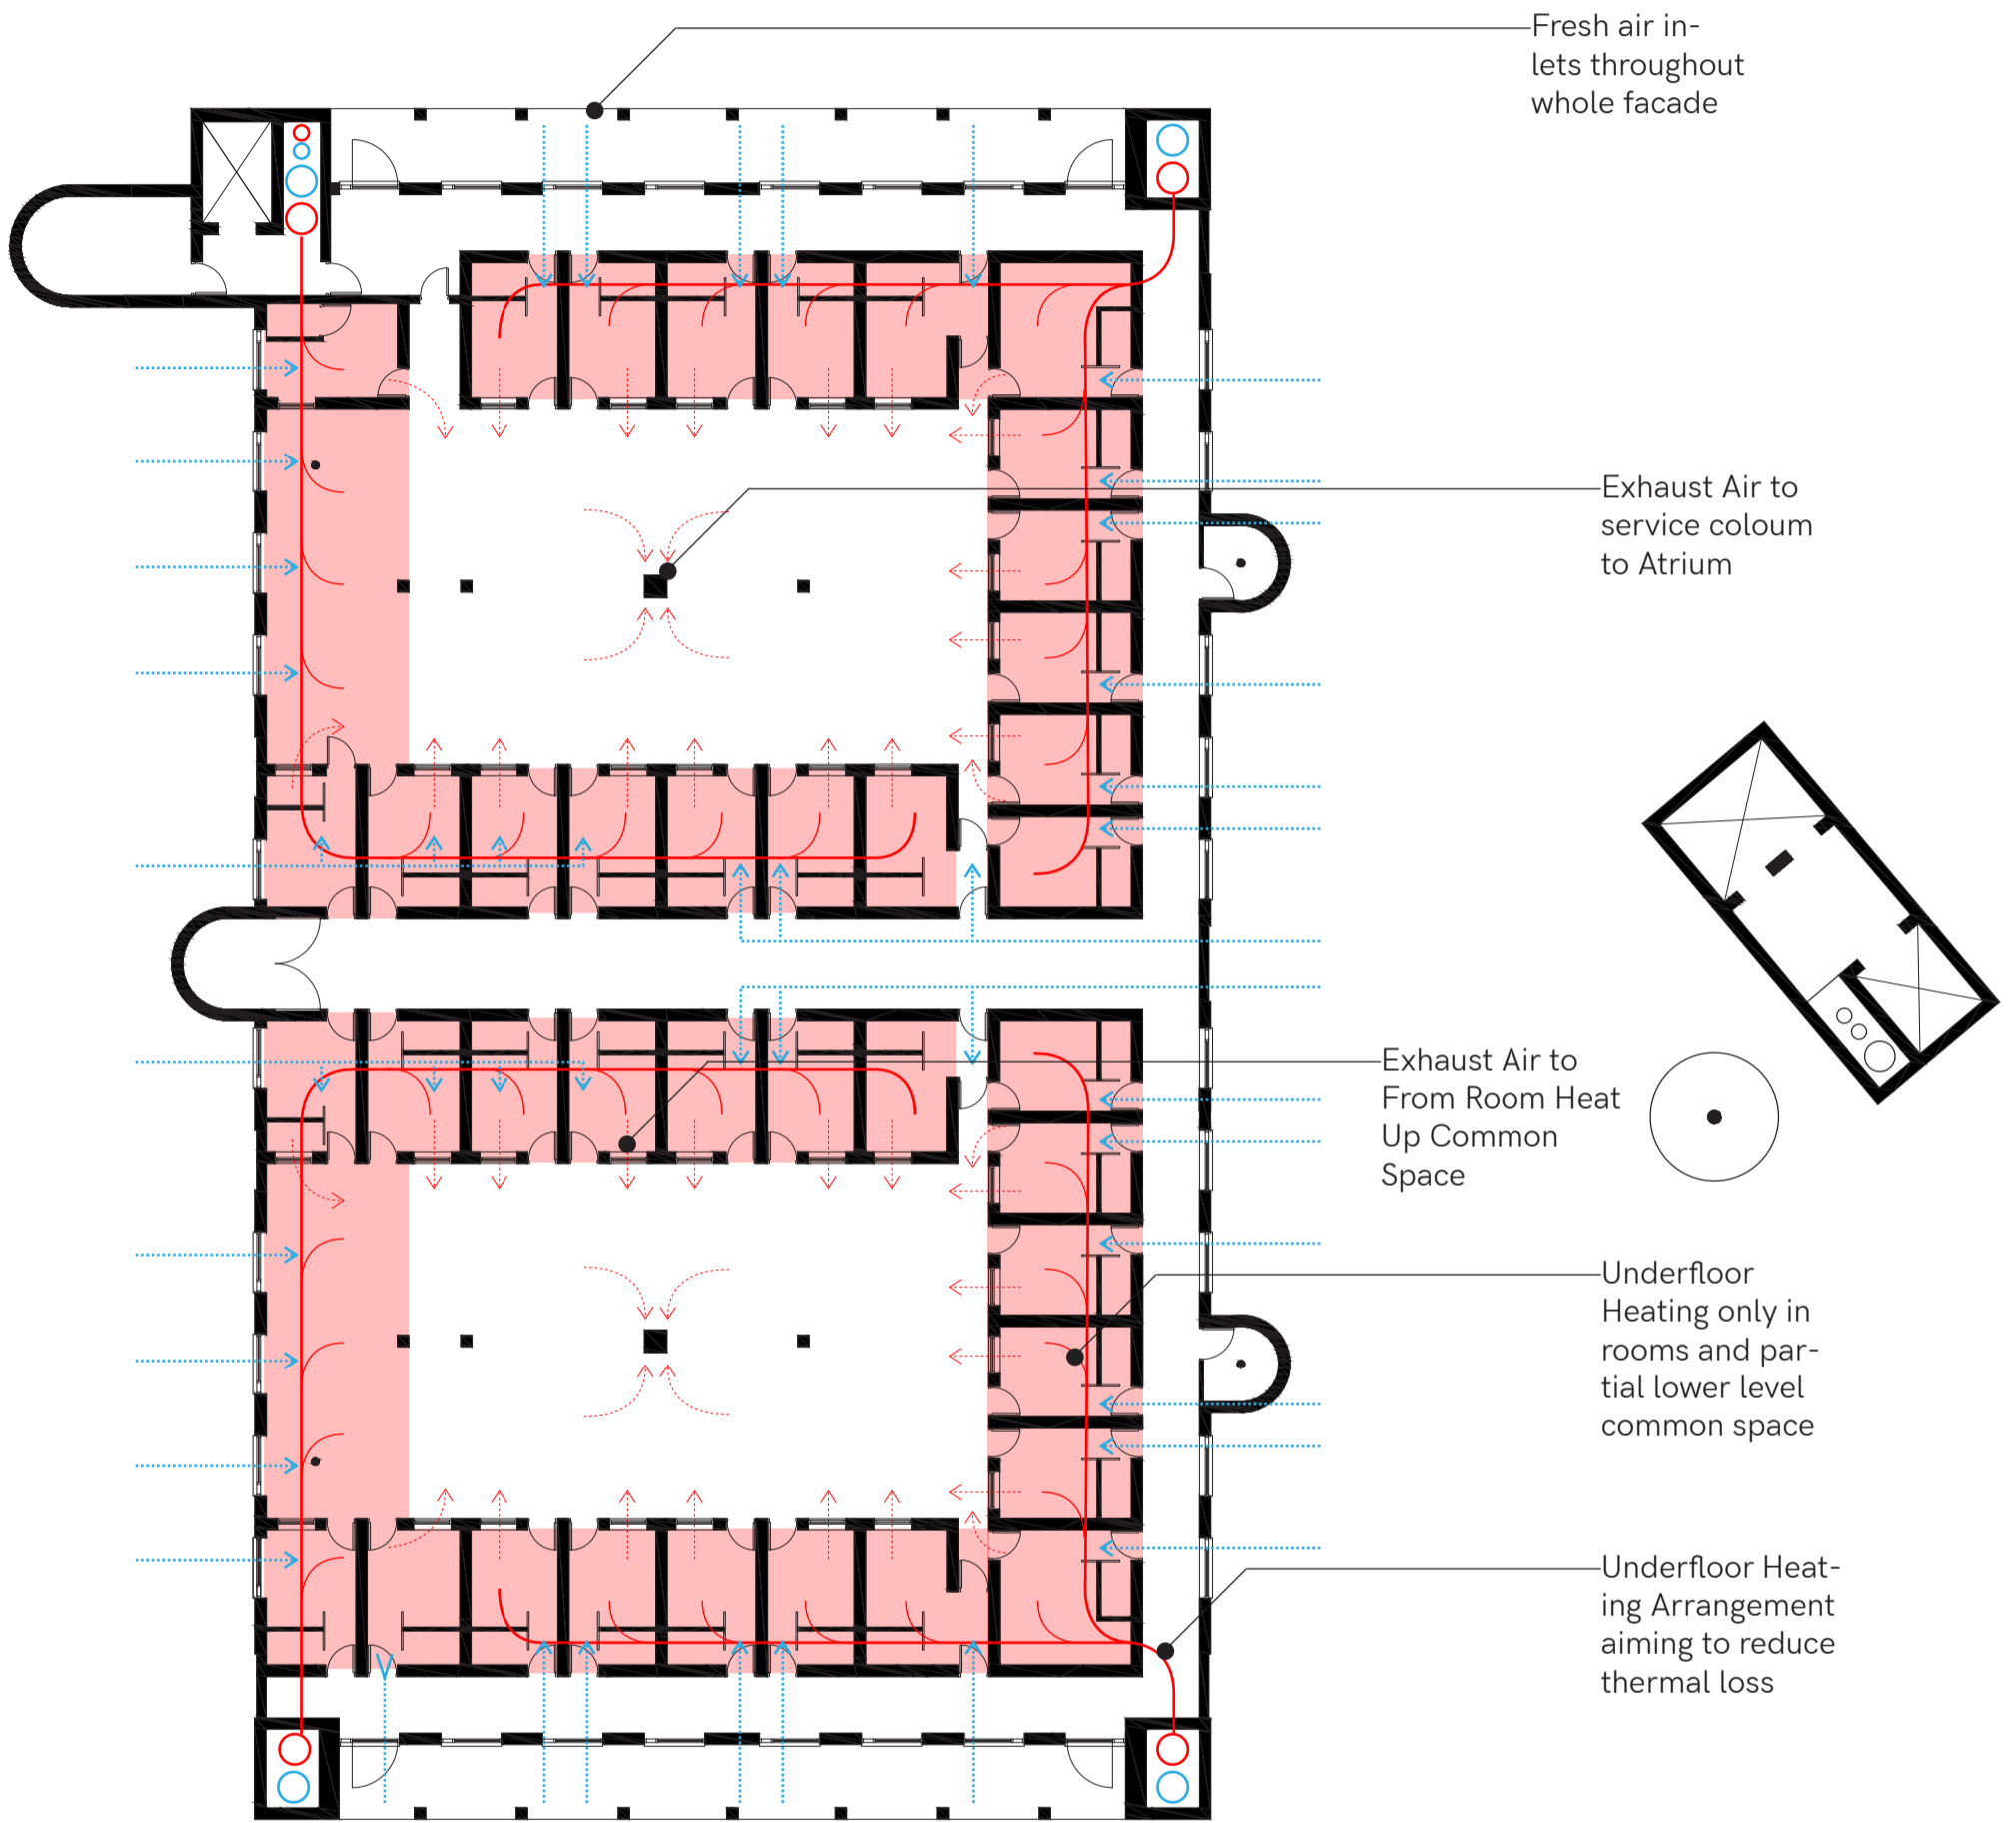 Fresh air in-
lets throughout
whole facade
Exhaust Air to
service coloum
to Atrium
Exhaust Air to
From Room Heat
Up Common
Space
Underfloor
Heating only in
rooms and par-
tial lower level
common space
Underfloor Heat-
ing Arrangement
aiming to reduce
thermal loss